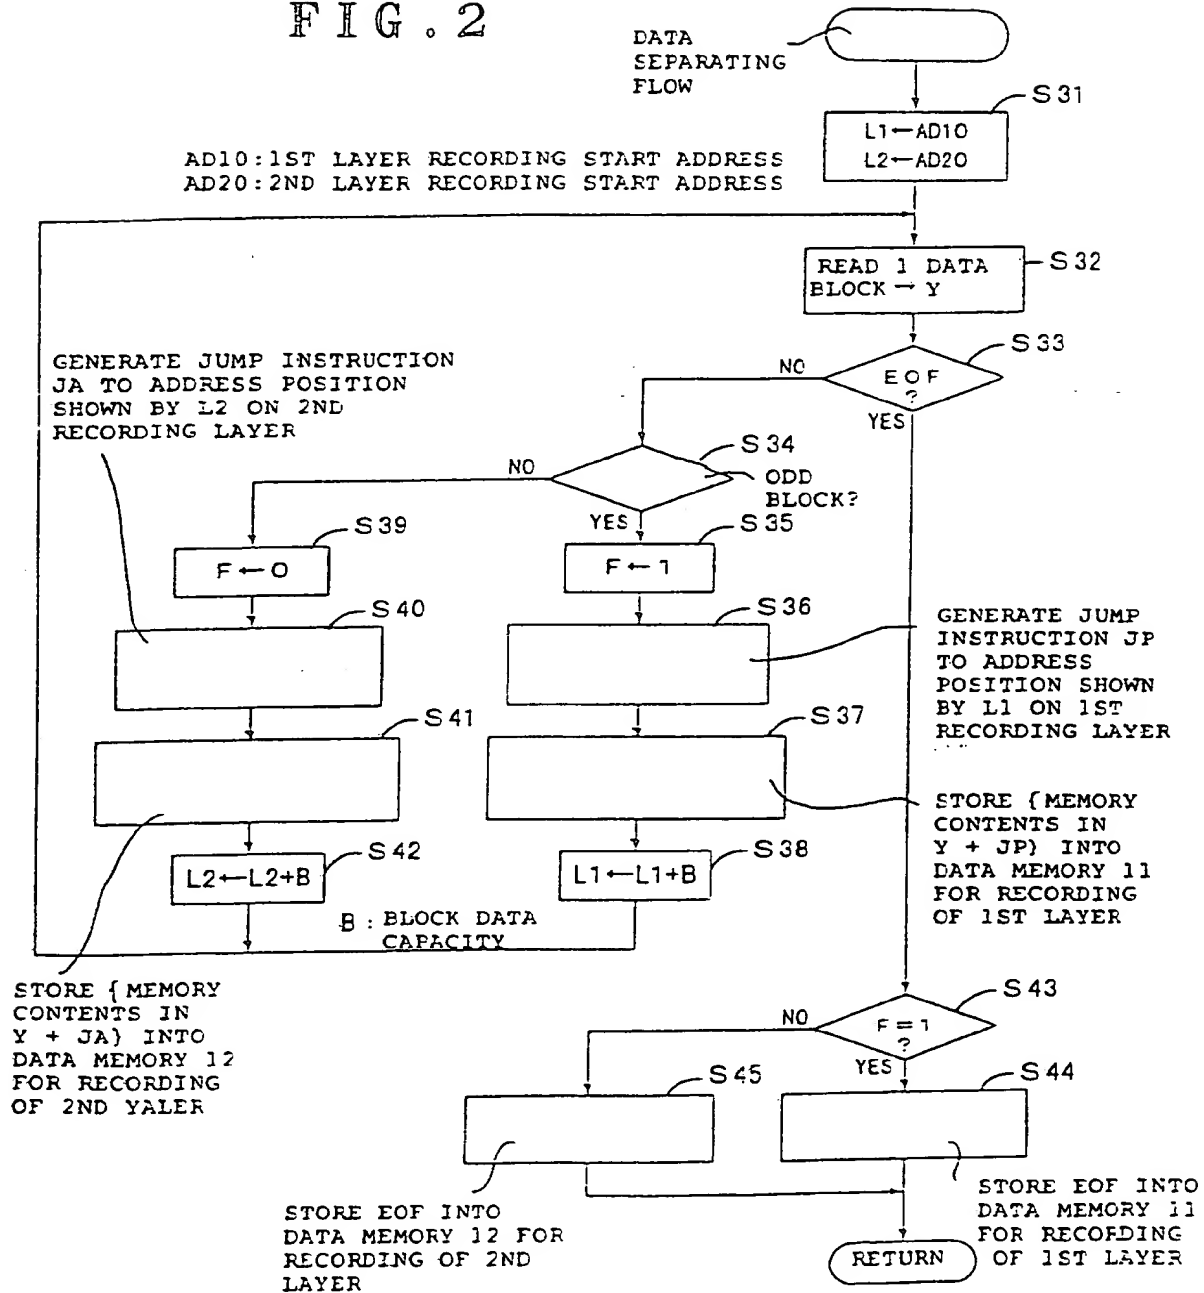 FIG.2
DATA
SEPARATING
FLOW
S31
L1←AD10
L2←AD20
AD10:1ST LAYER RECORDING START ADDRESS
AD20:2ND LAYER RECORDING START ADDRESS
READ 1 DATA
BLOCK → Y
S32
S33
EOF
?
NO
YES
GENERATE JUMP INSTRUCTION
JA TO ADDRESS POSITION
SHOWN BY L2 ON 2ND
RECORDING LAYER
S34
NO
ODD
BLOCK?
YES
S39
F←0
S35
F←1
S40
S36
GENERATE JUMP
INSTRUCTION JP
TO ADDRESS
POSITION SHOWN
BY L1 ON 1ST
RECORDING LAYER
S41
S37
STORE {MEMORY
CONTENTS IN
Y + JP} INTO
DATA MEMORY 11
FOR RECORDING
OF 1ST LAYER
S42
L2←L2+B
S38
L1←L1+B
B: BLOCK DATA
CAPACITY
STORE {MEMORY
CONTENTS IN
Y + JA} INTO
DATA MEMORY 12
FOR RECORDING
OF 2ND YALER
S43
F=1
?
NO
YES
S45
S44
STORE EOF INTO
DATA MEMORY 12 FOR
RECORDING OF 2ND
LAYER
STORE EOF INTO
DATA MEMORY 11
FOR RECORDING
OF 1ST LAYER
RETURN